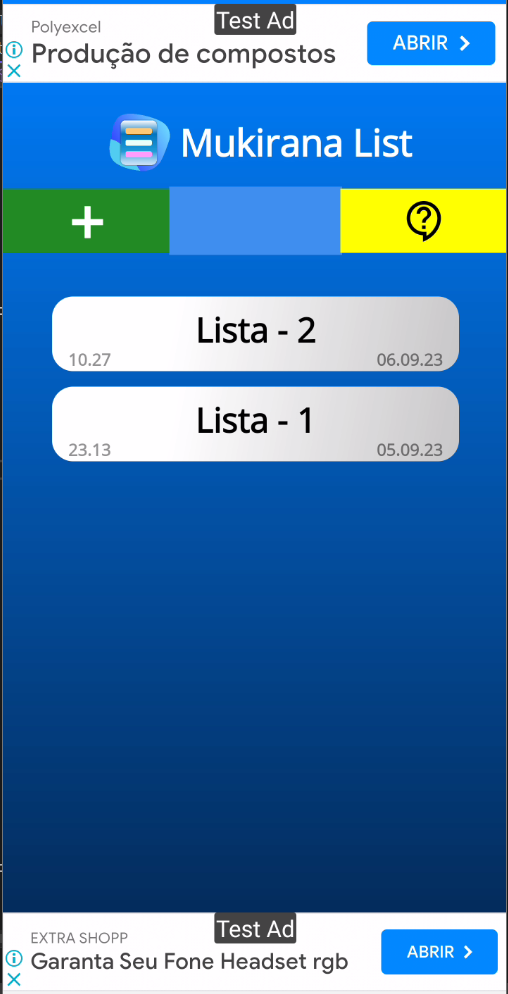 Test Ad
Polyexcel
Produção de compostos
ABRIR
Mukirana List
Lista - 2
10.27 06.09.23
Lista - 1
23.13 05.09.23
Test Ad
EXTRA SHOPP
Garanta Seu Fone Headset rgb
ABRIR